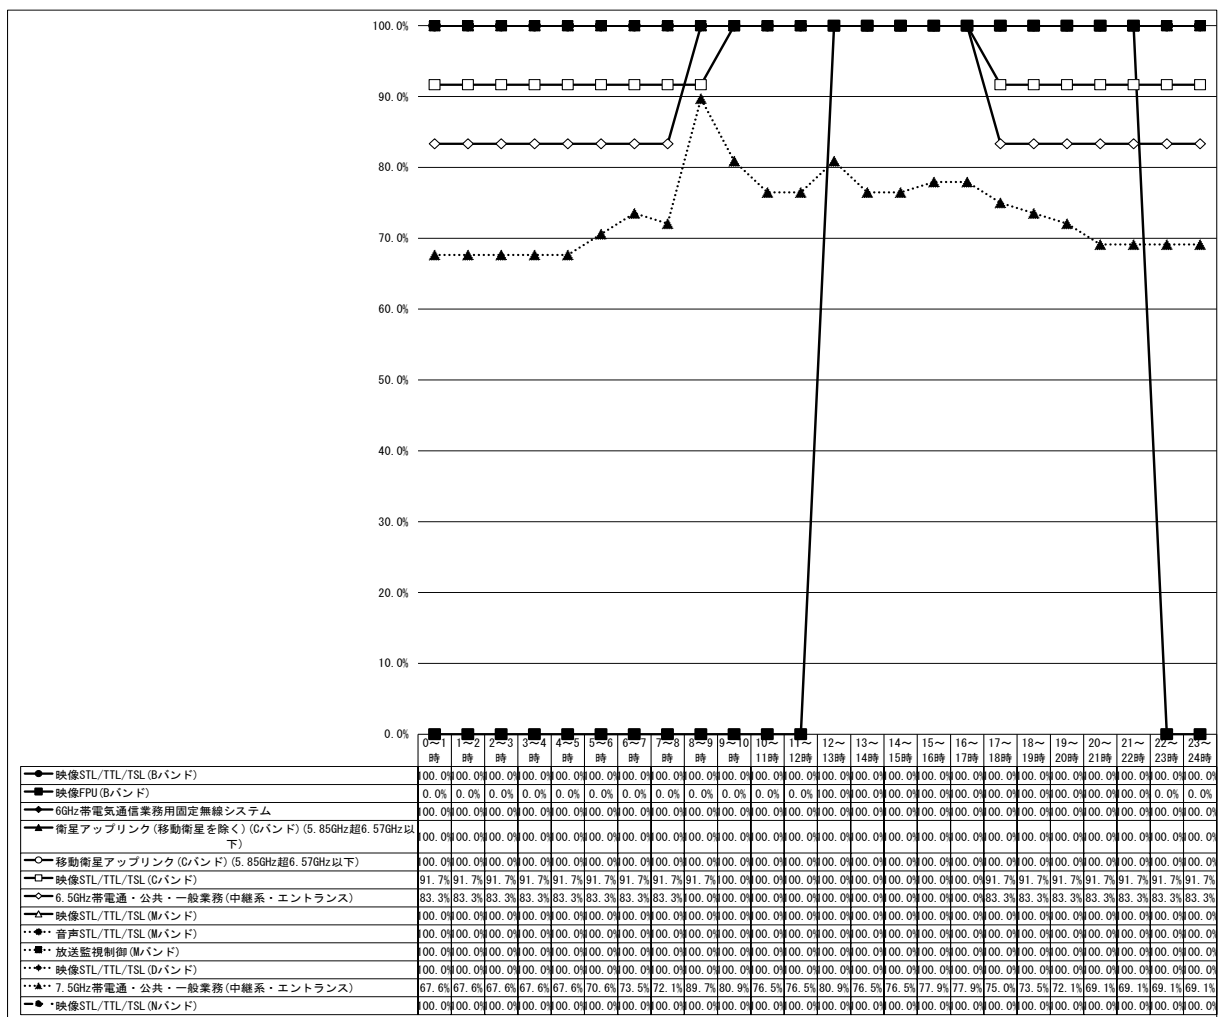 100.0%
90.0%
80.0%
70.0%
60.0%
50.0%
40.0%
30.0%
20.0%
10.0%
0.0%
0～1時 1～2時 2～3時 3～4時 4～5時 5～6時 6～7時 7～8時 8～9時 9～10時 10～11時 11～12時 12～13時 13～14時 14～15時 15～16時 16～17時 17～18時 18～19時 19～20時 20～21時 21～22時 22～23時 23～24時
映像STL/TTL/TSL(Bバンド) 100.0% 100.0% 100.0% 100.0% 100.0% 100.0% 100.0% 100.0% 100.0% 100.0% 100.0% 100.0% 100.0% 100.0% 100.0% 100.0% 100.0% 100.0% 100.0% 100.0% 100.0% 100.0% 100.0% 100.0%
映像FPU(Bバンド) 0.0% 0.0% 0.0% 0.0% 0.0% 0.0% 0.0% 0.0% 0.0% 0.0% 0.0% 0.0% 100.0% 100.0% 100.0% 100.0% 100.0% 100.0% 100.0% 100.0% 100.0% 100.0% 0.0% 0.0%
6GHz帯電気通信業務用固定無線システム 100.0% 100.0% 100.0% 100.0% 100.0% 100.0% 100.0% 100.0% 100.0% 100.0% 100.0% 100.0% 100.0% 100.0% 100.0% 100.0% 100.0% 100.0% 100.0% 100.0% 100.0% 100.0% 100.0% 100.0%
衛星アップリンク(移動衛星を除く)(Cバンド)(5.85GHz超6.57GHz以下) 100.0% 100.0% 100.0% 100.0% 100.0% 100.0% 100.0% 100.0% 100.0% 100.0% 100.0% 100.0% 100.0% 100.0% 100.0% 100.0% 100.0% 100.0% 100.0% 100.0% 100.0% 100.0% 100.0% 100.0%
移動衛星アップリンク(Cバンド)(5.85GHz超6.57GHz以下) 100.0% 100.0% 100.0% 100.0% 100.0% 100.0% 100.0% 100.0% 100.0% 100.0% 100.0% 100.0% 100.0% 100.0% 100.0% 100.0% 100.0% 100.0% 100.0% 100.0% 100.0% 100.0% 100.0% 100.0%
映像STL/TTL/TSL(Cバンド) 91.7% 91.7% 91.7% 91.7% 91.7% 91.7% 91.7% 91.7% 91.7% 100.0% 100.0% 100.0% 100.0% 100.0% 100.0% 100.0% 100.0% 91.7% 91.7% 91.7% 91.7% 91.7% 91.7% 91.7%
6.5GHz帯電通・公共・一般業務(中継系・エントランス) 83.3% 83.3% 83.3% 83.3% 83.3% 83.3% 83.3% 83.3% 100.0% 100.0% 100.0% 100.0% 100.0% 100.0% 100.0% 100.0% 100.0% 83.3% 83.3% 83.3% 83.3% 83.3% 83.3% 83.3%
映像STL/TTL/TSL(Mバンド) 100.0% 100.0% 100.0% 100.0% 100.0% 100.0% 100.0% 100.0% 100.0% 100.0% 100.0% 100.0% 100.0% 100.0% 100.0% 100.0% 100.0% 100.0% 100.0% 100.0% 100.0% 100.0% 100.0% 100.0%
音声STL/TTL/TSL(Mバンド) 100.0% 100.0% 100.0% 100.0% 100.0% 100.0% 100.0% 100.0% 100.0% 100.0% 100.0% 100.0% 100.0% 100.0% 100.0% 100.0% 100.0% 100.0% 100.0% 100.0% 100.0% 100.0% 100.0% 100.0%
放送監視制御(Mバンド) 100.0% 100.0% 100.0% 100.0% 100.0% 100.0% 100.0% 100.0% 100.0% 100.0% 100.0% 100.0% 100.0% 100.0% 100.0% 100.0% 100.0% 100.0% 100.0% 100.0% 100.0% 100.0% 100.0% 100.0%
映像STL/TTL/TSL(Dバンド) 100.0% 100.0% 100.0% 100.0% 100.0% 100.0% 100.0% 100.0% 100.0% 100.0% 100.0% 100.0% 100.0% 100.0% 100.0% 100.0% 100.0% 100.0% 100.0% 100.0% 100.0% 100.0% 100.0% 100.0%
7.5GHz帯電通・公共・一般業務(中継系・エントランス) 67.6% 67.6% 67.6% 67.6% 67.6% 70.6% 73.5% 72.1% 89.7% 80.9% 76.5% 76.5% 80.9% 76.5% 76.5% 77.9% 77.9% 75.0% 73.5% 72.1% 69.1% 69.1% 69.1% 69.1%
映像STL/TTL/TSL(Nバンド) 100.0% 100.0% 100.0% 100.0% 100.0% 100.0% 100.0% 100.0% 100.0% 100.0% 100.0% 100.0% 100.0% 100.0% 100.0% 100.0% 100.0% 100.0% 100.0% 100.0% 100.0% 100.0% 100.0% 100.0%